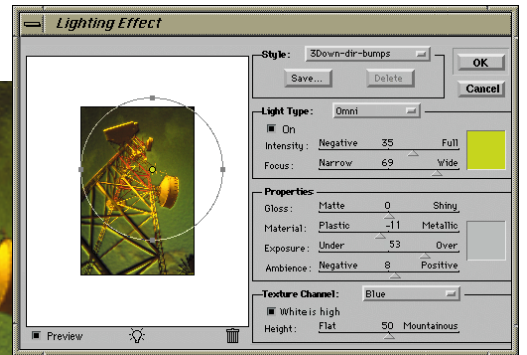 Lighting Effect
Style: 3Down-dir-bumps
Save... Delete
OK
Cancel
Light Type: Omni
On
Intensity: Negative 35 Full
Focus: Narrow 69 Wide
Properties
Gloss: Matte 0 Shiny
Material: Plastic -11 Metallic
Exposure: Under 53 Over
Ambience: Negative 8 Positive
Texture Channel: Blue
White is high
Height: Flat 50 Mountainous
Preview